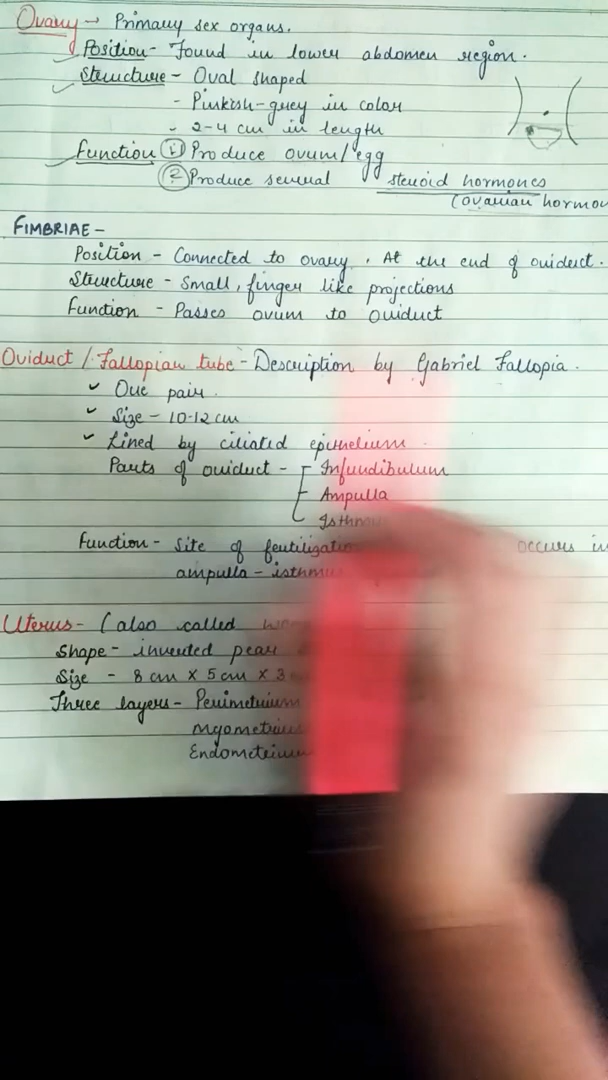 Ovary → Primary sex organs.
Position - Found in lower abdomen region.
Structure - Oval shaped
- Pinkish-grey in color
- 2-4 cm in length
Function ① Produce ovum/egg
② Produce several steroid hormones
(ovarian hormo
FIMBRIAE -
Position - Connected to ovary, At the end of oviduct.
Structure - Small, finger like projections
Function - Passes ovum to oviduct
Oviduct / Fallopian tube - Description by Gabriel Fallopia.
✓ One pair.
✓ Size - 10-12 cm
✓ Lined by ciliated epithelium.
Parts of oviduct - Infundibulum
Ampulla
Isthmu
Function - Site of fertilization occurs in
ampulla - isthmu
Uterus - (also called
Shape - inverted pear
Size - 8 cm X 5 cm X 3
Three layers - Perimetrium
Myometrium
Endometrium